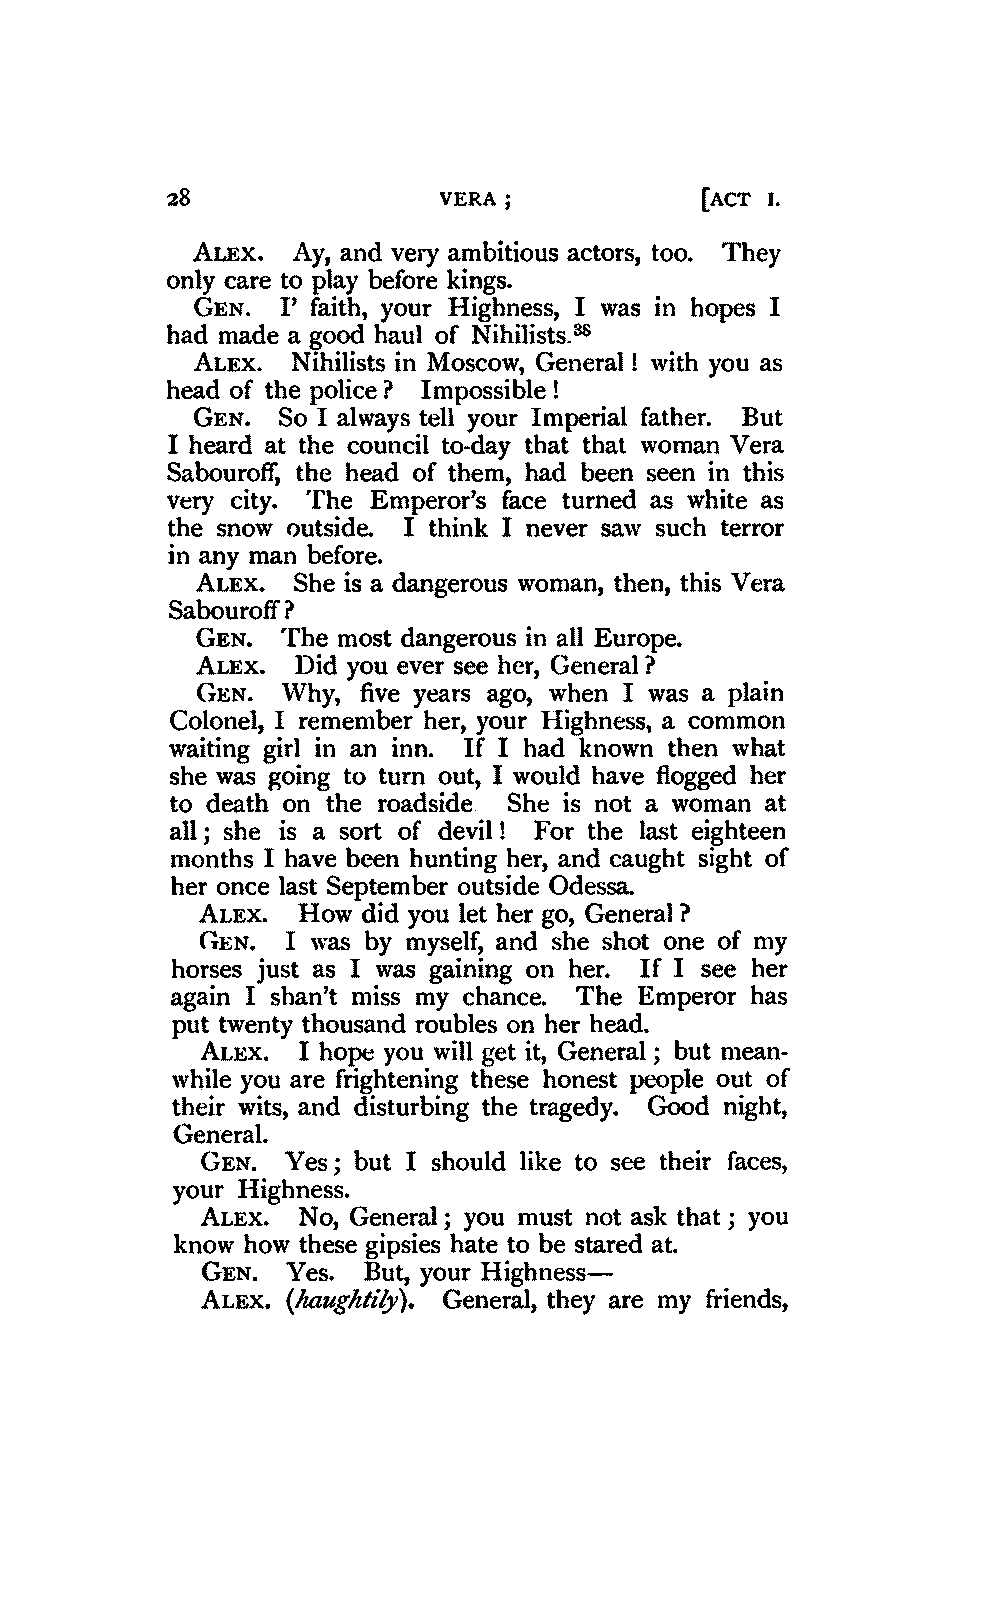 28 VERA ; [ACT I.
ALEX. Ay, and very ambitious actors, too. They
only care to play before kings.
GEN. I' faith, your Highness, I was in hopes I
had made a good haul of Nihilists.³⁸
ALEX. Nihilists in Moscow, General ! with you as
head of the police ? Impossible !
GEN. So I always tell your Imperial father. But
I heard at the council to-day that that woman Vera
Sabouroff, the head of them, had been seen in this
very city. The Emperor's face turned as white as
the snow outside. I think I never saw such terror
in any man before.
ALEX. She is a dangerous woman, then, this Vera
Sabouroff ?
GEN. The most dangerous in all Europe.
ALEX. Did you ever see her, General ?
GEN. Why, five years ago, when I was a plain
Colonel, I remember her, your Highness, a common
waiting girl in an inn. If I had known then what
she was going to turn out, I would have flogged her
to death on the roadside She is not a woman at
all ; she is a sort of devil ! For the last eighteen
months I have been hunting her, and caught sight of
her once last September outside Odessa.
ALEX. How did you let her go, General ?
GEN. I was by myself, and she shot one of my
horses just as I was gaining on her. If I see her
again I shan't miss my chance. The Emperor has
put twenty thousand roubles on her head.
ALEX. I hope you will get it, General ; but mean-
while you are frightening these honest people out of
their wits, and disturbing the tragedy. Good night,
General.
GEN. Yes ; but I should like to see their faces,
your Highness.
ALEX. No, General ; you must not ask that ; you
know how these gipsies hate to be stared at.
GEN. Yes. But, your Highness—
ALEX. (haughtily). General, they are my friends,